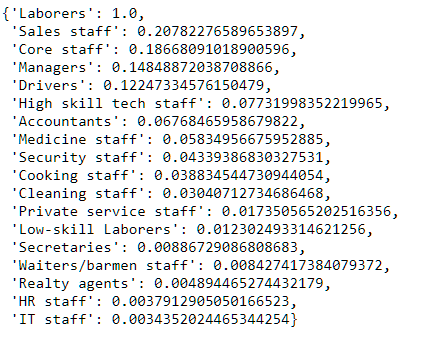 {'Laborers': 1.0,
'Sales staff': 0.20782276589653897,
'Core staff': 0.18668091018900596,
'Managers': 0.14848872038708866,
'Drivers': 0.12247334576150479,
'High skill tech staff': 0.07731998352219965,
'Accountants': 0.06768465958679822,
'Medicine staff': 0.05834956675952885,
'Security staff': 0.04339386830327531,
'Cooking staff': 0.038834544730944054,
'Cleaning staff': 0.03040712734686468,
'Private service staff': 0.017350565202516356,
'Low-skill Laborers': 0.012302493314621256,
'Secretaries': 0.00886729086808683,
'Waiters/barmen staff': 0.008427417384079372,
'Realty agents': 0.004894465274432179,
'HR staff': 0.0037912905050166523,
'IT staff': 0.0034352024465344254}